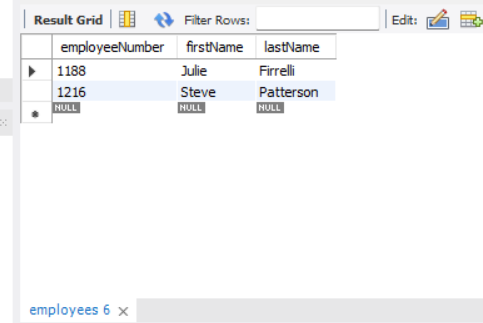 Result Grid Filter Rows: Edit:
employeeNumber firstName lastName
1188 Julie Firrelli
1216 Steve Patterson
NULL NULL NULL
employees 6